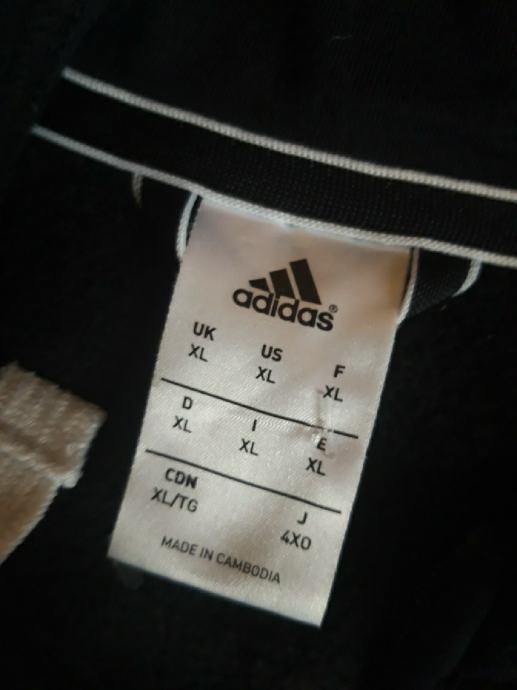 adidas®
UK US F
XL XL XL
D I E
XL XL XL
CDN J
XL/TG 4XO
MADE IN CAMBODIA